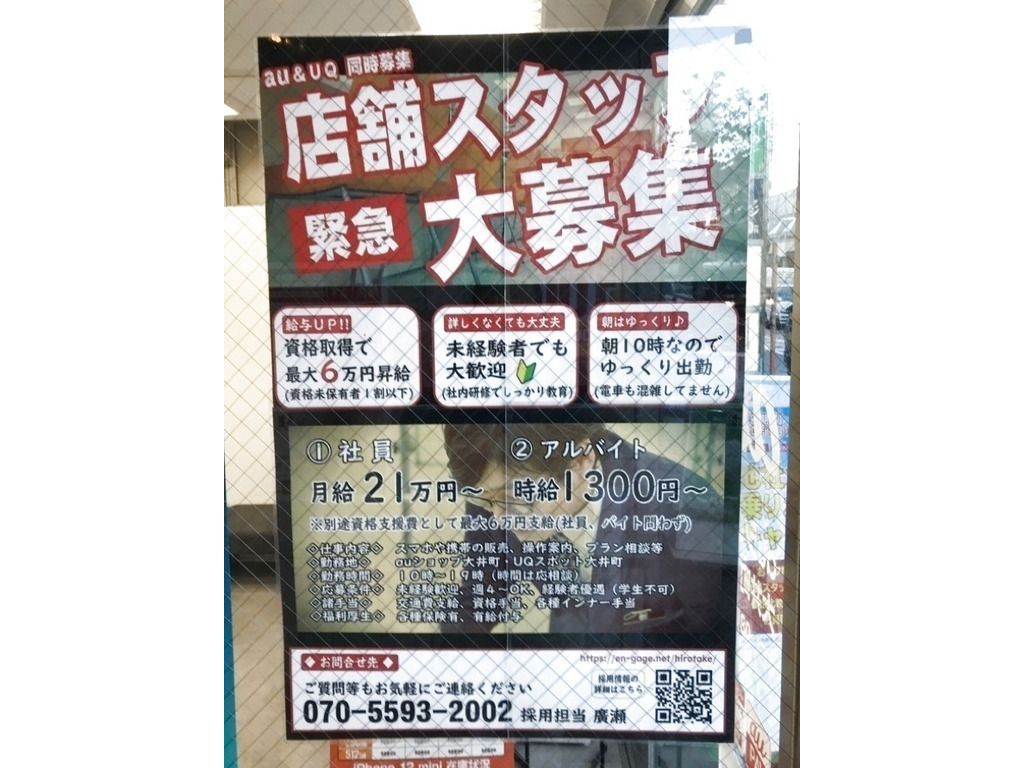 au&UQ 同時募集
店舗スタッフ
緊急 大募集
給与UP!!
資格取得で
最大6万円昇給
(資格未保有者1割以下)
詳しくなくても大丈夫
未経験者でも
大歓迎
(社内研修でしっかり教育)
朝はゆっくり♪
朝10時なので
ゆっくり出勤♪
(電車も混雑してません)
① 社員
月給21万円～
② アルバイト
時給1300円～
※別途資格支援費として最大6万円支給(社員、バイト問わず)
◇仕事内容◇ スマホや携帯の販売、操作案内、プラン相談等
◇勤務地◇ auショップ大井町・UQスポット大井町
◇勤務時間◇ 10時～19時(時間は応相談)
◇応募条件◇ 未経験歓迎、週4～OK、経験者優遇(学生不可)
◇諸手当◇ 交通費支給、資格手当、各種インナー手当
◇福利厚生◇ 各種保険有、有給付与
◆お問合せ先◆
https://en-gage.net/hirotake/
ご質問等もお気軽にご連絡ください
070-5593-2002 採用担当 廣瀬
採用情報の
詳細はこちら
512GB
iPhone 12 mini 在庫状況